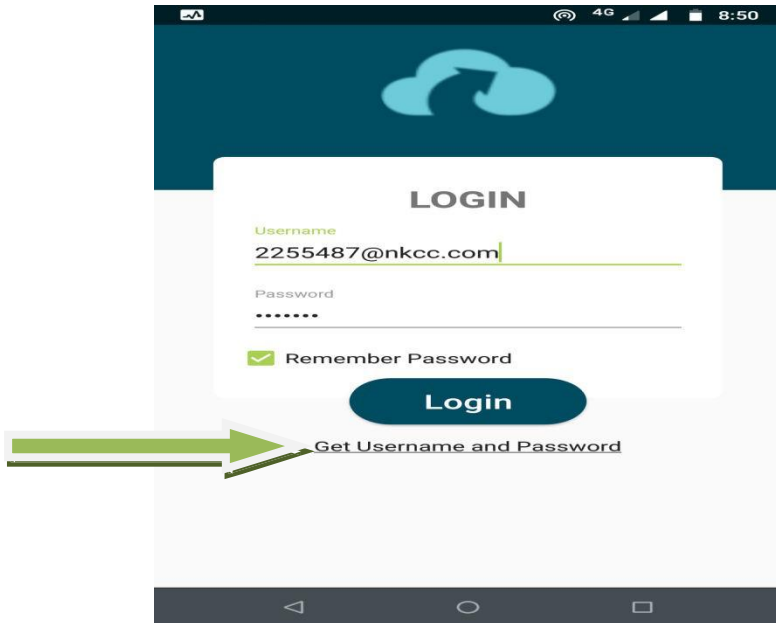 4G 8:50
LOGIN
Username
2255487@nkcc.com
Password
•••••••
Remember Password
Login
Get Username and Password